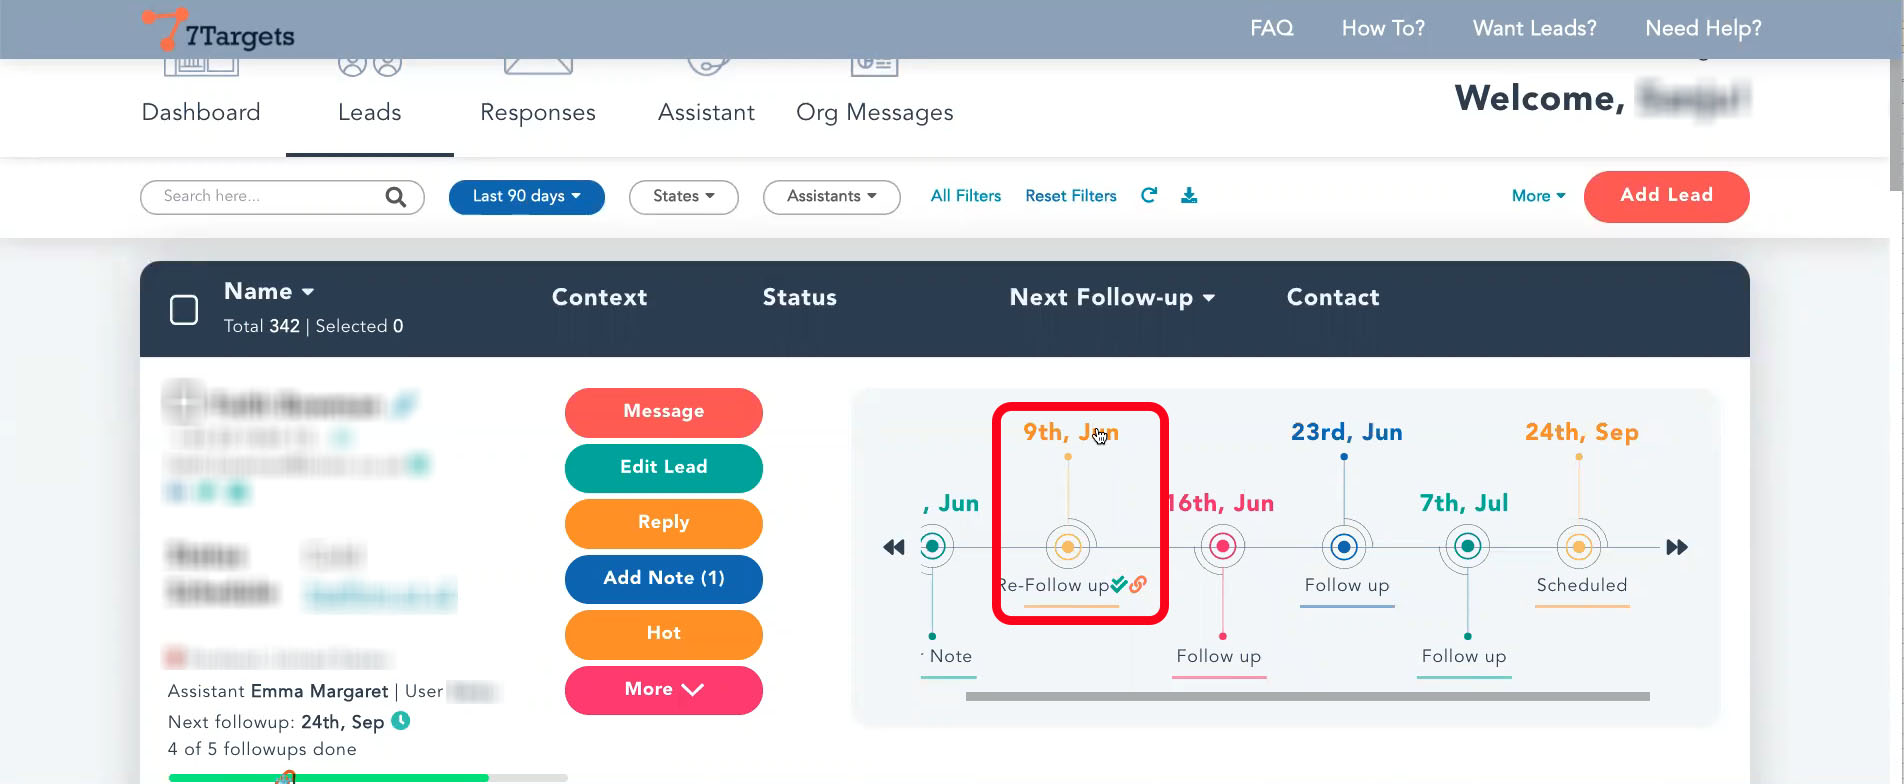 7Targets
FAQ How To? Want Leads? Need Help?
Dashboard Leads Responses Assistant Org Messages
Welcome,
Search here... Last 90 days States Assistants All Filters Reset Filters More Add Lead
Name Context Status Next Follow-up Contact
Total 342 | Selected 0
Message
Edit Lead
Reply
Add Note (1)
Hot
More
9th, Jun 23rd, Jun 24th, Sep
, Jun 16th, Jun 7th, Jul
Re-Follow up Follow up Scheduled
Note Follow up Follow up
Assistant Emma Margaret | User
Next followup: 24th, Sep
4 of 5 followups done